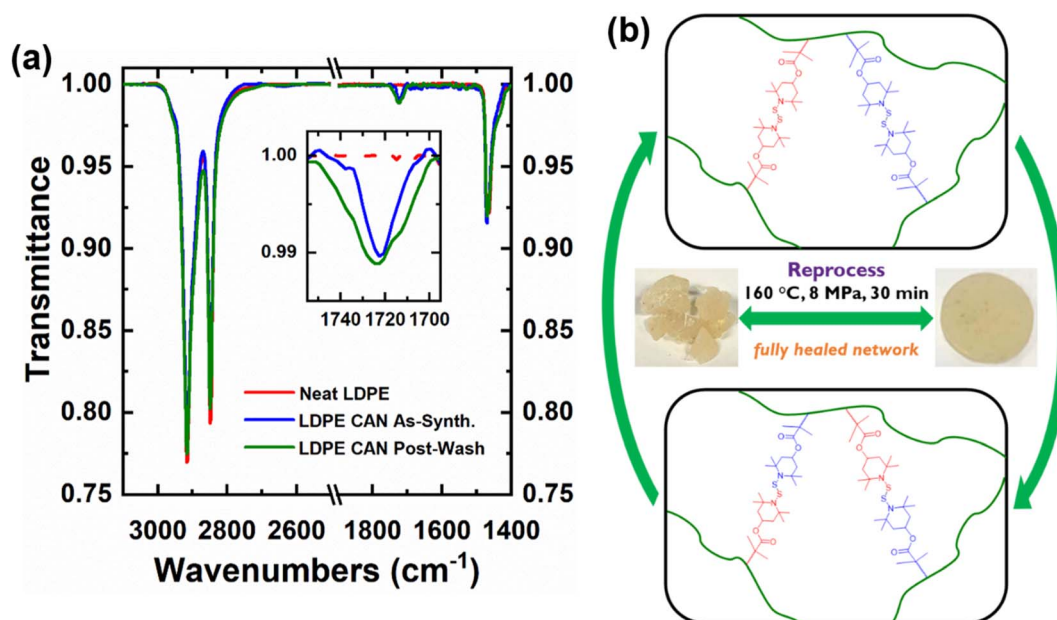 (a)
1.00
0.95
0.90
0.85
0.80
0.75
Transmittance
1.00
0.95
0.90
0.85
0.80
0.75
1.00
0.99
1740 1720 1700
Neat LDPE
LDPE CAN As-Synth.
LDPE CAN Post-Wash
3000 2800 2600 1800 1600 1400
Wavenumbers (cm⁻¹)
(b)
O
O
N
S
S
N
O
O
O
O
N
S
S
N
O
O
Reprocess
160 °C, 8 MPa, 30 min
fully healed network
O
O
N
S
S
N
O
O
O
O
N
S
S
N
O
O